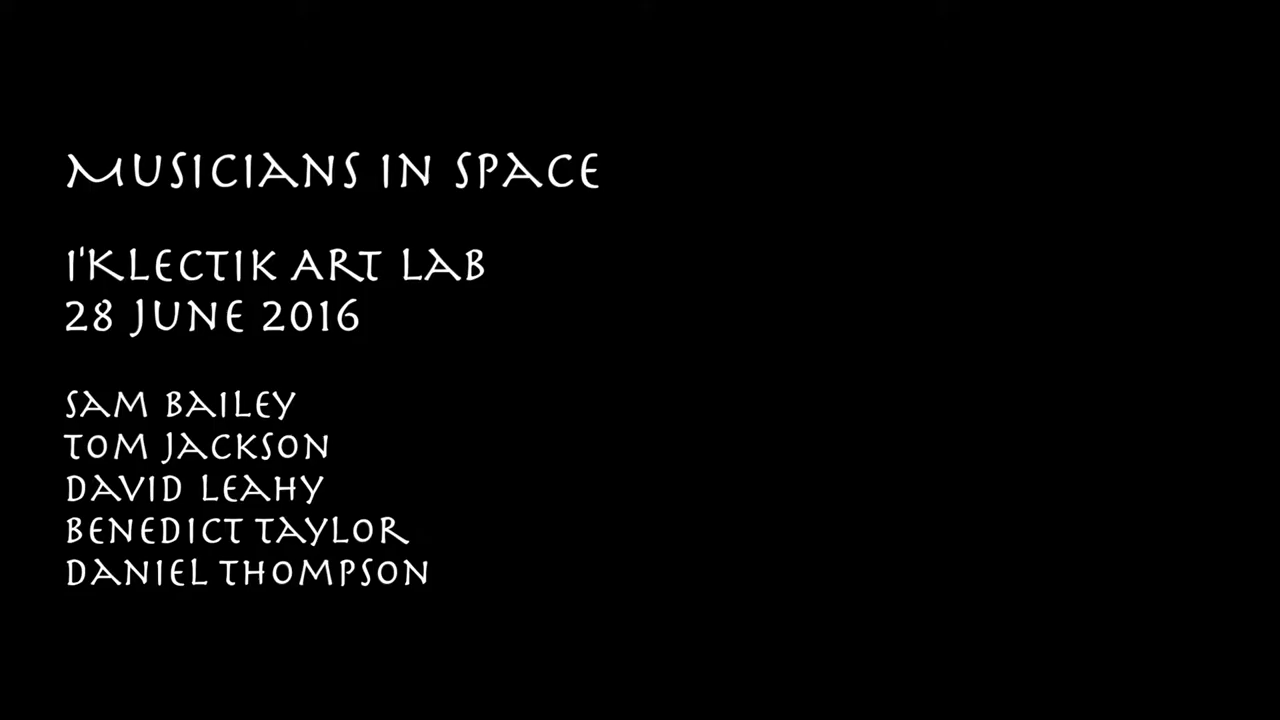 Musicians in Space
I'Klectik Art Lab
28 June 2016
Sam Bailey
Tom Jackson
David Leahy
Benedict Taylor
Daniel Thompson